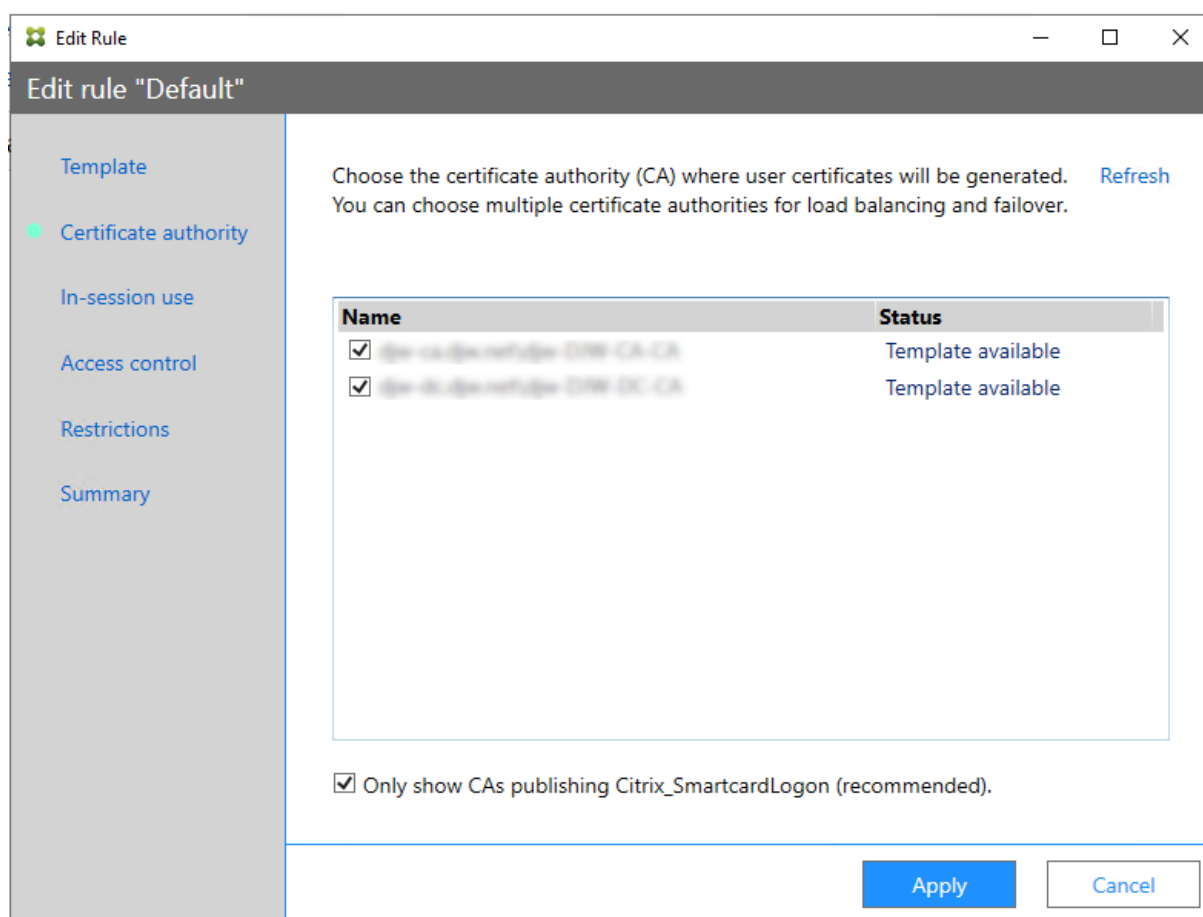 Edit Rule
Edit rule "Default"
Template
Certificate authority
In-session use
Access control
Restrictions
Summary
Choose the certificate authority (CA) where user certificates will be generated.
You can choose multiple certificate authorities for load balancing and failover.
Refresh
Name Status
Template available
Template available
Only show CAs publishing Citrix_SmartcardLogon (recommended).
Apply Cancel